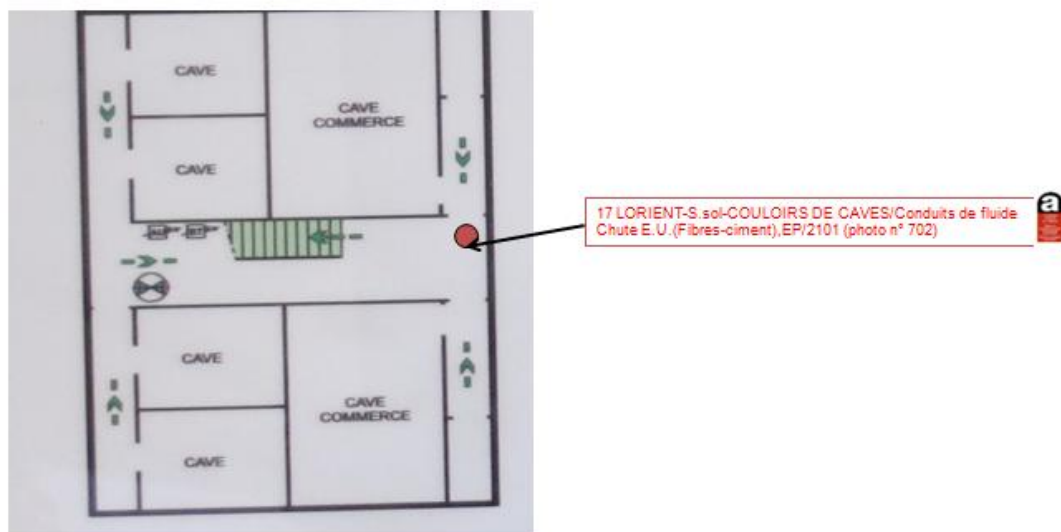 CAVE
CAVE
COMMERCE
CAVE
17 LORIENT-S.sol-COULOIRS DE CAVES/Conduits de fluide
Chute E.U.(Fibres-ciment),EP/2101 (photo n° 702)
a
CAVE
CAVE
COMMERCE
CAVE